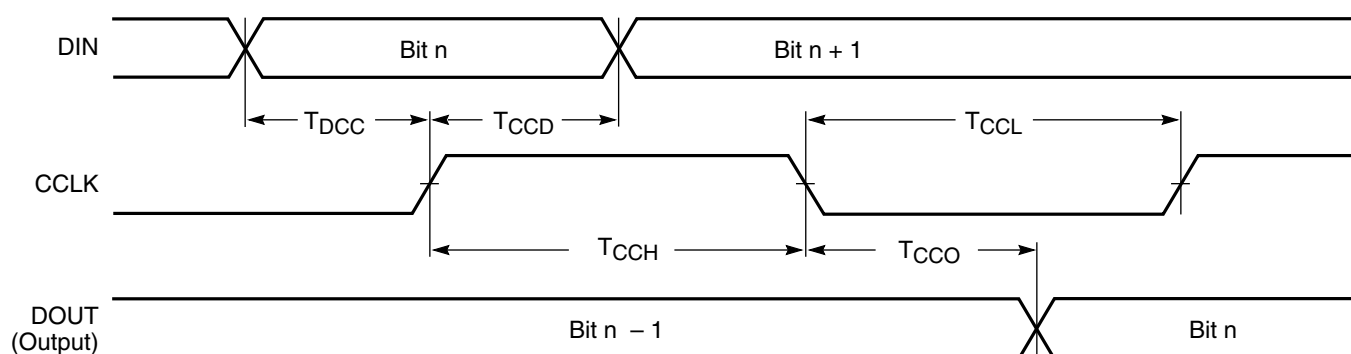 DIN
Bit n
Bit n + 1
TDCC
TCCD
TCCL
CCLK
TCCH
TCCO
DOUT
(Output)
Bit n – 1
Bit n